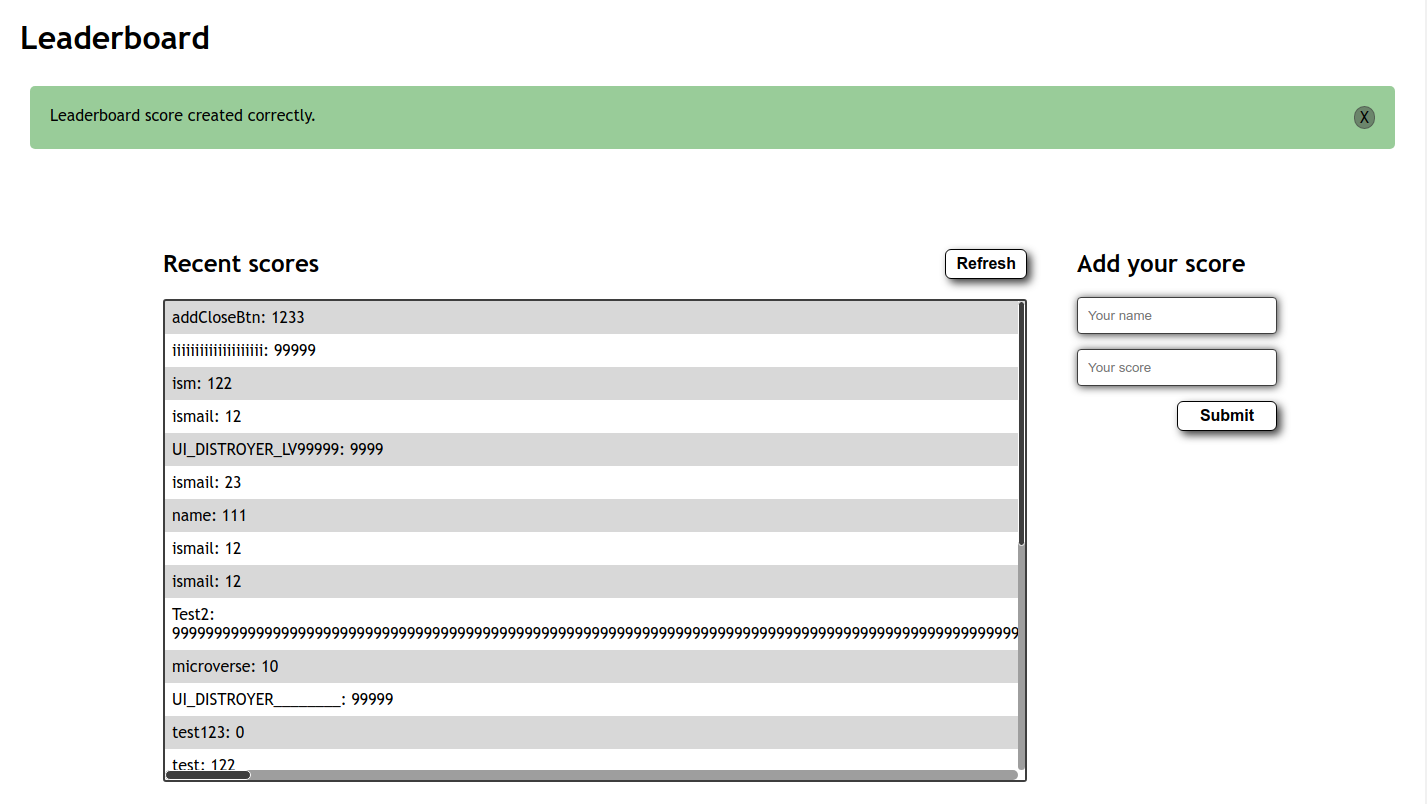 Leaderboard
Leaderboard score created correctly.
X
Recent scores
Refresh
addCloseBtn: 1233
iiiiiiiiiiiiiiiiiiii: 99999
ism: 122
ismail: 12
UI_DISTROYER_LV99999: 9999
ismail: 23
name: 111
ismail: 12
ismail: 12
Test2:
microverse: 10
UI_DISTROYER________: 99999
test123: 0
test: 122
Add your score
Your name
Your score
Submit